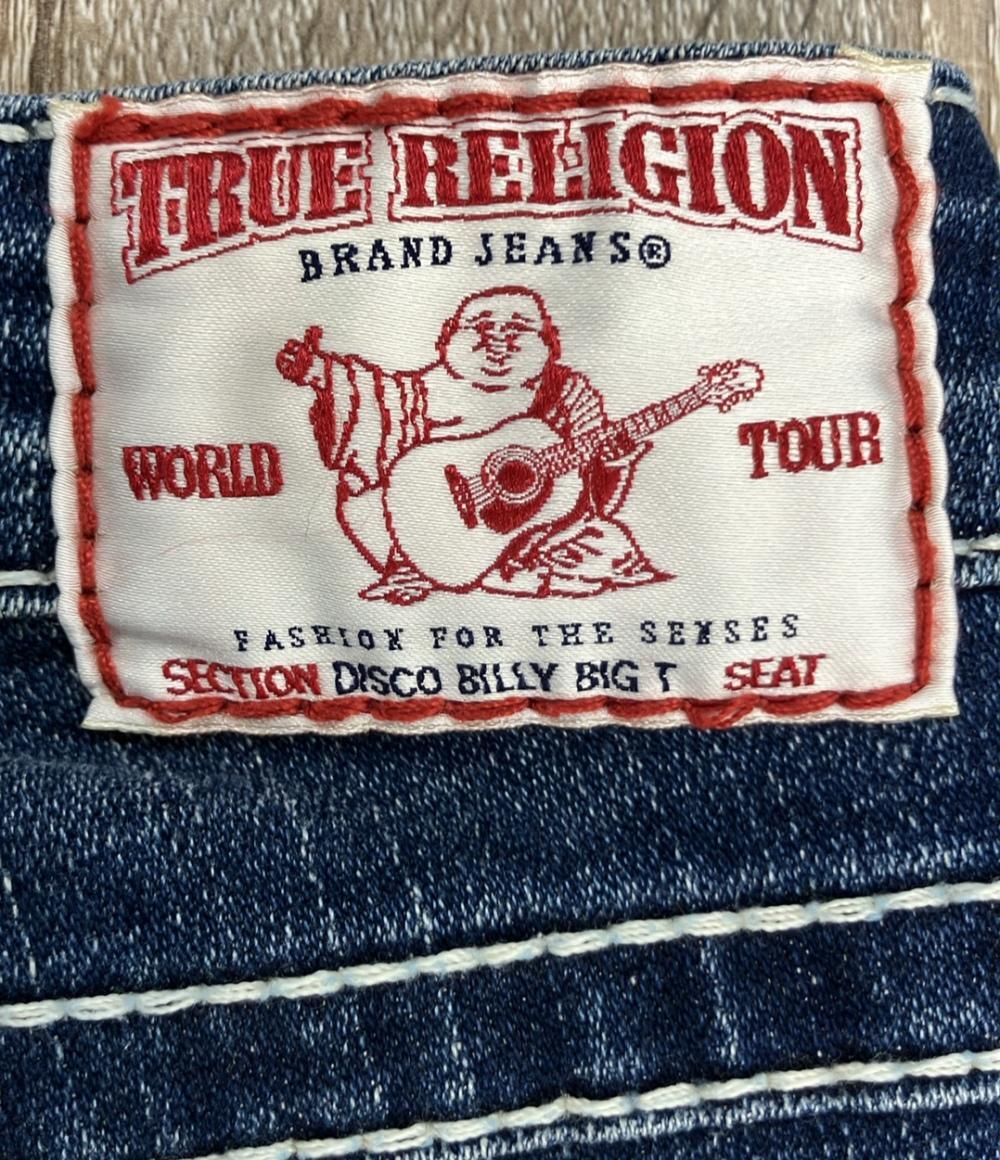 TRUE RELIGION
BRAND JEANS®
WORLD TOUR
FASHION FOR THE SENSES
SECTION DISCO BILLY BIG T SEAT